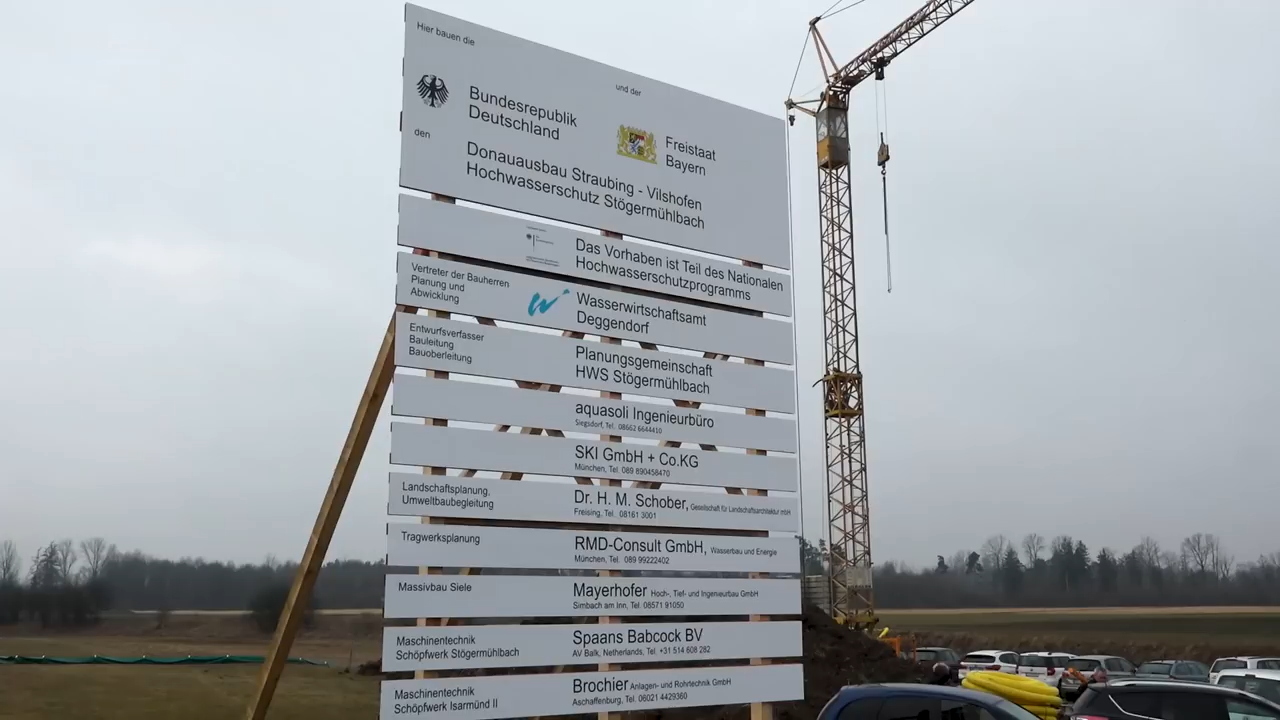 Hier bauen die
Bundesrepublik
Deutschland
und der
Freistaat
Bayern
den
Donauausbau Straubing - Vilshofen
Hochwasserschutz Stögermühlbach
Das Vorhaben ist Teil des Nationalen
Hochwasserschutzprogramms
Vertreter der Bauherren
Planung und
Abwicklung
Wasserwirtschaftsamt
Deggendorf
Entwurfsverfasser
Bauleitung
Bauoberleitung
Planungsgemeinschaft
HWS Stögermühlbach
aquasoli Ingenieurbüro
Siegsdorf, Tel. 08662 6644410
SKI GmbH + Co.KG
München, Tel. 089 890458470
Landschaftsplanung,
Umweltbaubegleitung
Dr. H. M. Schober, Gesellschaft für Landschaftsarchitektur mbH
Freising, Tel. 08161 3001
Tragwerksplanung
RMD-Consult GmbH, Wasserbau und Energie
München, Tel. 089 99222402
Massivbau Siele
Mayerhofer Hoch-, Tief- und Ingenieurbau GmbH
Simbach am Inn, Tel. 08571 91050
Maschinentechnik
Schöpfwerk Stögermühlbach
Spaans Babcock BV
AV Balk, Netherlands, Tel. +31 514 608 282
Maschinentechnik
Schöpfwerk Isarmünd II
Brochier Anlagen- und Rohrtechnik GmbH
Aschaffenburg, Tel. 06021 4429360